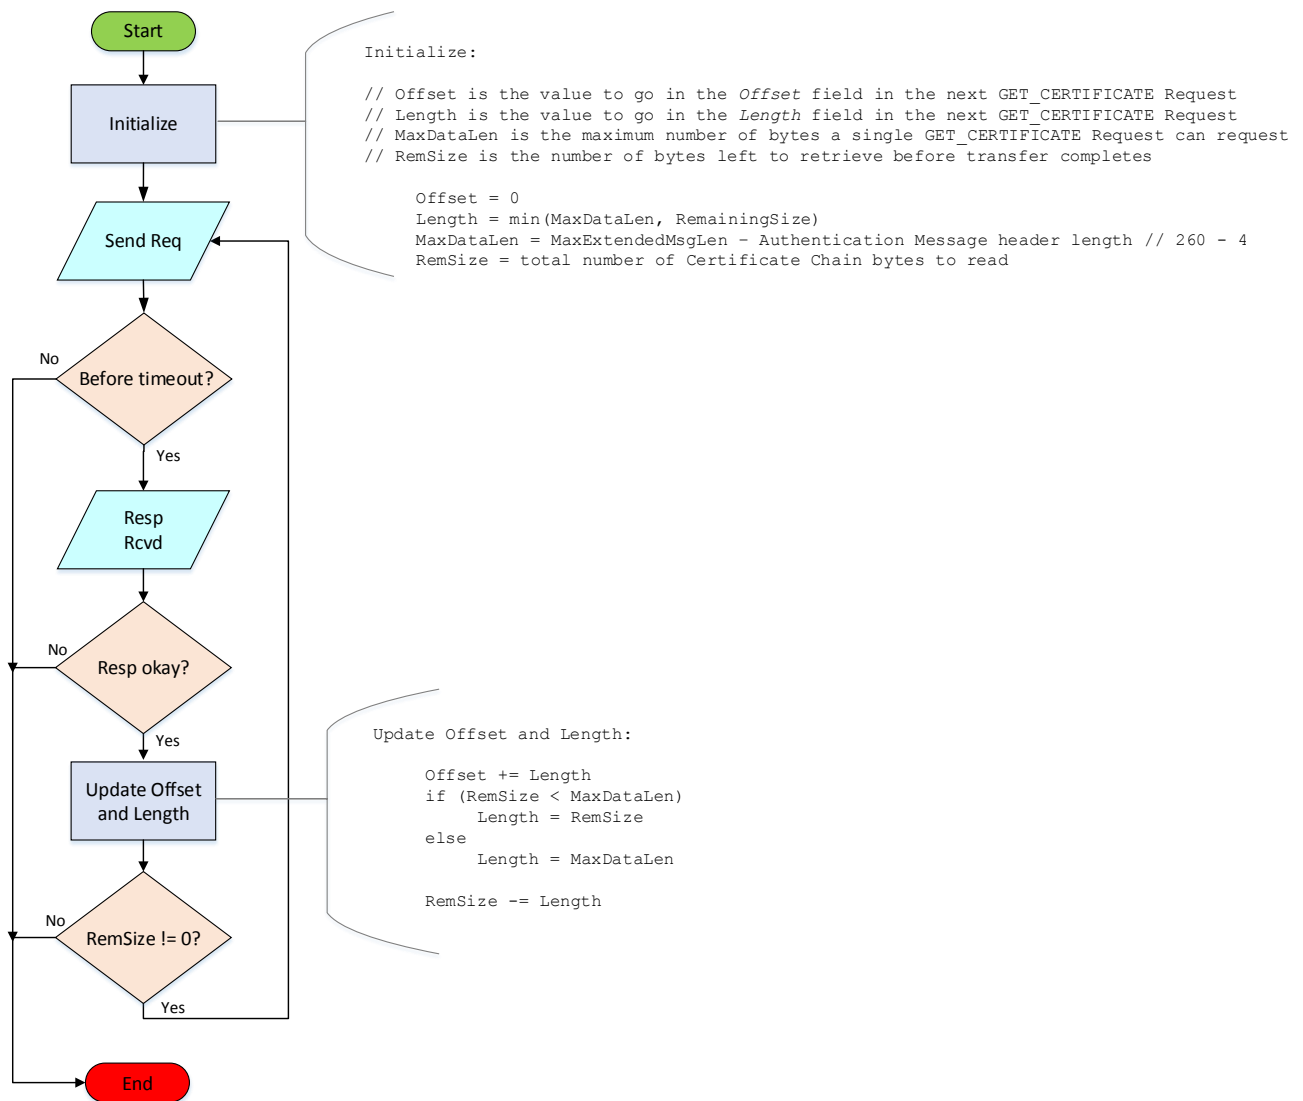 Start
Initialize
Initialize:
// Offset is the value to go in the Offset field in the next GET_CERTIFICATE Request
// Length is the value to go in the Length field in the next GET_CERTIFICATE Request
// MaxDataLen is the maximum number of bytes a single GET_CERTIFICATE Request can request
// RemSize is the number of bytes left to retrieve before transfer completes
Offset = 0
Length = min(MaxDataLen, RemainingSize)
MaxDataLen = MaxExtendedMsgLen – Authentication Message header length // 260 - 4
RemSize = total number of Certificate Chain bytes to read
Send Req
No
Before timeout?
Yes
Resp
Rcvd
No
Resp okay?
Yes
Update Offset
and Length
Update Offset and Length:
Offset += Length
if (RemSize < MaxDataLen)
Length = RemSize
else
Length = MaxDataLen
RemSize -= Length
No
RemSize != 0?
Yes
End